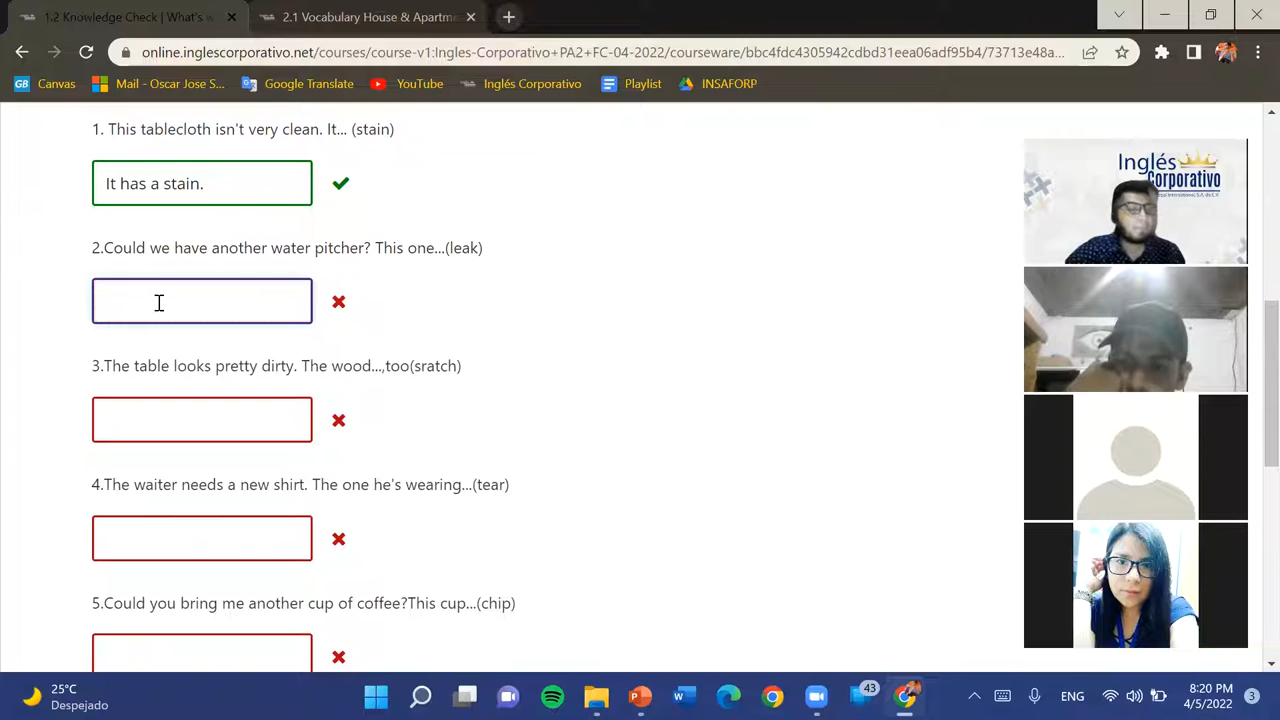 1.2 Knowledge Check | What's w
2.1 Vocabulary House & Apartme
online.inglescorporativo.net/courses/course-v1:Ingles-Corporativo+PA2+FC-04-2022/courseware/bbc4fdc4305942cdbd31eea06adf95b4/73713e48a...
GB Canvas Mail - Oscar Jose S... Google Translate YouTube Inglés Corporativo Playlist INSAFORP
1. This tablecloth isn't very clean. It... (stain)
It has a stain.
2.Could we have another water pitcher? This one...(leak)
3.The table looks pretty dirty. The wood...,too(sratch)
4.The waiter needs a new shirt. The one he's wearing...(tear)
5.Could you bring me another cup of coffee?This cup...(chip)
Inglés
Corporativo
25°C
Despejado
43
ENG
8:20 PM
4/5/2022
3